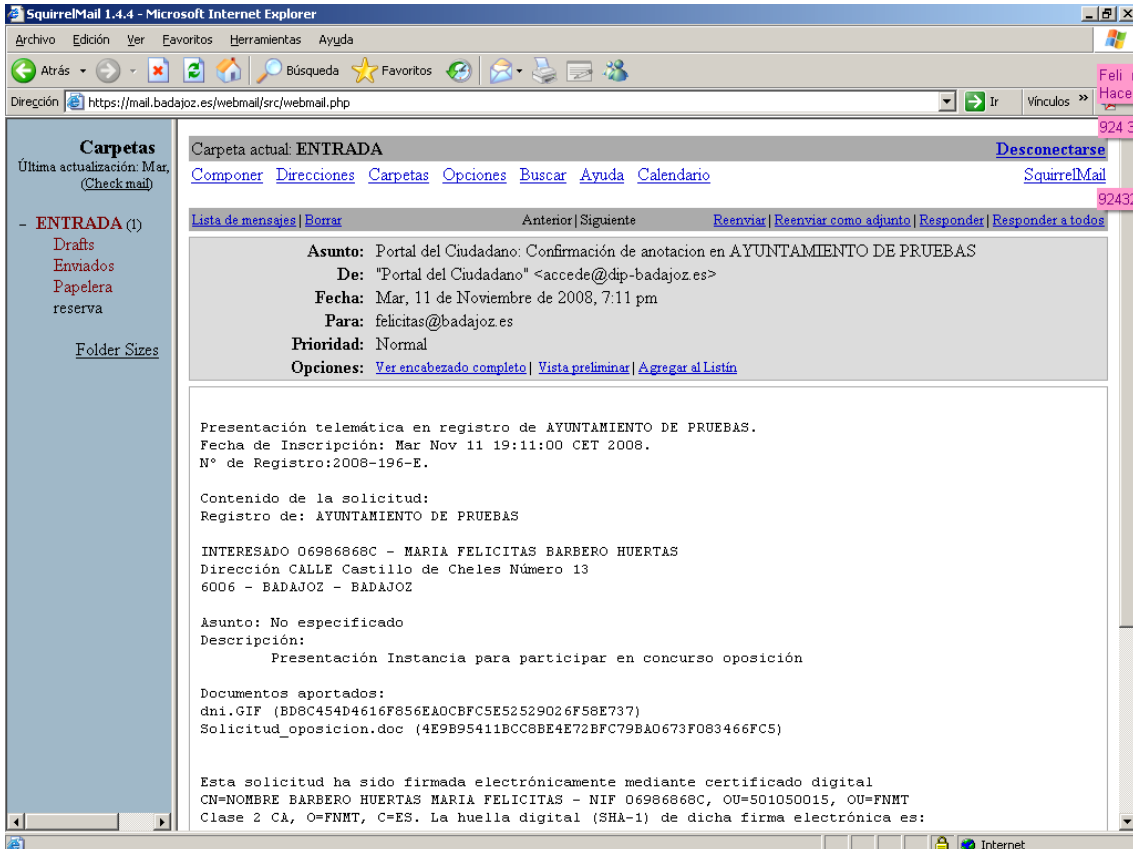 SquirrelMail 1.4.4 - Microsoft Internet Explorer
Archivo Edición Ver Favoritos Herramientas Ayuda
Atrás Búsqueda Favoritos
Feli
Hace
Dirección https://mail.badajoz.es/webmail/src/webmail.php Ir Vínculos »
924 3
Carpetas
Última actualización: Mar,
(Check mail)
– ENTRADA (1)
Drafts
Enviados
Papelera
reserva
Folder Sizes
Carpeta actual: ENTRADA Desconectarse
Componer Direcciones Carpetas Opciones Buscar Ayuda Calendario SquirrelMail
92432
Lista de mensajes | Borrar Anterior | Siguiente Reenviar | Reenviar como adjunto | Responder | Responder a todos
Asunto: Portal del Ciudadano: Confirmación de anotacion en AYUNTAMIENTO DE PRUEBAS
De: "Portal del Ciudadano" <accede@dip-badajoz.es>
Fecha: Mar, 11 de Noviembre de 2008, 7:11 pm
Para: felicitas@badajoz.es
Prioridad: Normal
Opciones: Ver encabezado completo | Vista preliminar | Agregar al Listín
Presentación telemática en registro de AYUNTAMIENTO DE PRUEBAS.
Fecha de Inscripción: Mar Nov 11 19:11:00 CET 2008.
Nº de Registro:2008-196-E.
Contenido de la solicitud:
Registro de: AYUNTAMIENTO DE PRUEBAS
INTERESADO 06986868C - MARIA FELICITAS BARBERO HUERTAS
Dirección CALLE Castillo de Cheles Número 13
6006 - BADAJOZ - BADAJOZ
Asunto: No especificado
Descripción:
Presentación Instancia para participar en concurso oposición
Documentos aportados:
dni.GIF (BD8C454D4616F856EA0CBFC5E52529026F58E737)
Solicitud_oposicion.doc (4E9B95411BCC8BE4E72BFC79BA0673F083466FC5)
Esta solicitud ha sido firmada electrónicamente mediante certificado digital
CN=NOMBRE BARBERO HUERTAS MARIA FELICITAS - NIF 06986868C, OU=501050015, OU=FNMT
Clase 2 CA, O=FNMT, C=ES. La huella digital (SHA-1) de dicha firma electrónica es:
Internet